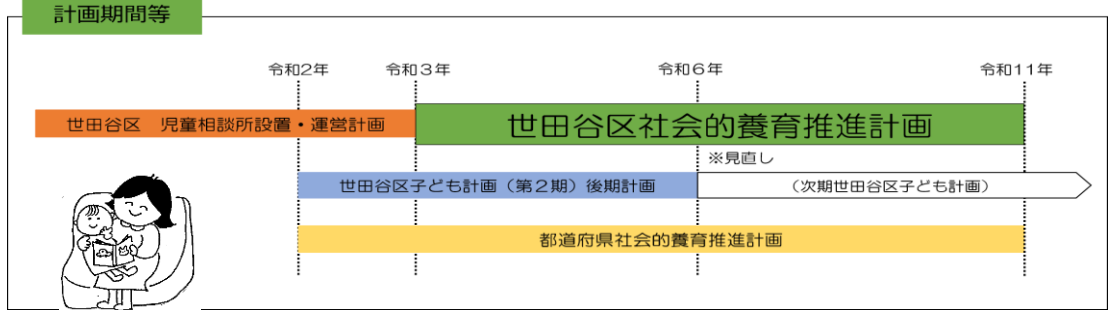 計画期間等
令和2年 令和3年 令和6年 令和11年
世田谷区 児童相談所設置・運営計画 世田谷区社会的養育推進計画
※見直し
世田谷区子ども計画(第2期)後期計画 (次期世田谷区子ども計画)
都道府県社会的養育推進計画